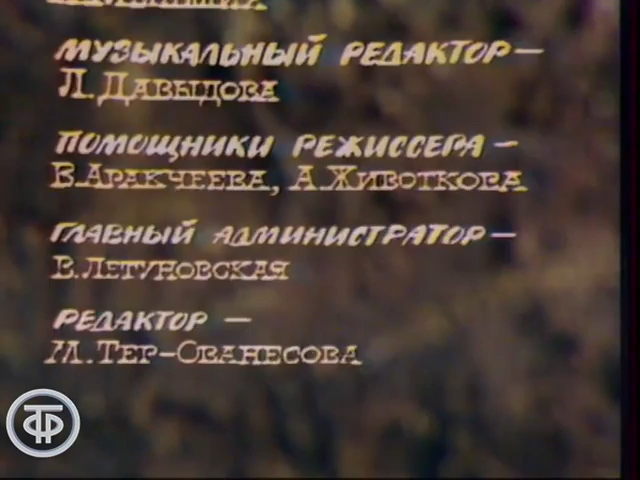 МУЗЫКАЛЬНЫЙ РЕДАКТОР —
Л. ДАВЫДОВА
ПОМОЩНИКИ РЕЖИССЕРА —
В. АРАКЧЕЕВА, А. ЖИВОТКОВА
ГЛАВНЫЙ АДМИНИСТРАТОР —
В. ЛЕТУНОВСКАЯ
РЕДАКТОР —
М. ТЕР-ОВАНЕСОВА